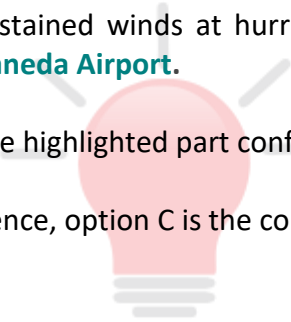 stained winds at hurr
neda Airport.
e highlighted part conf
ence, option C is the co